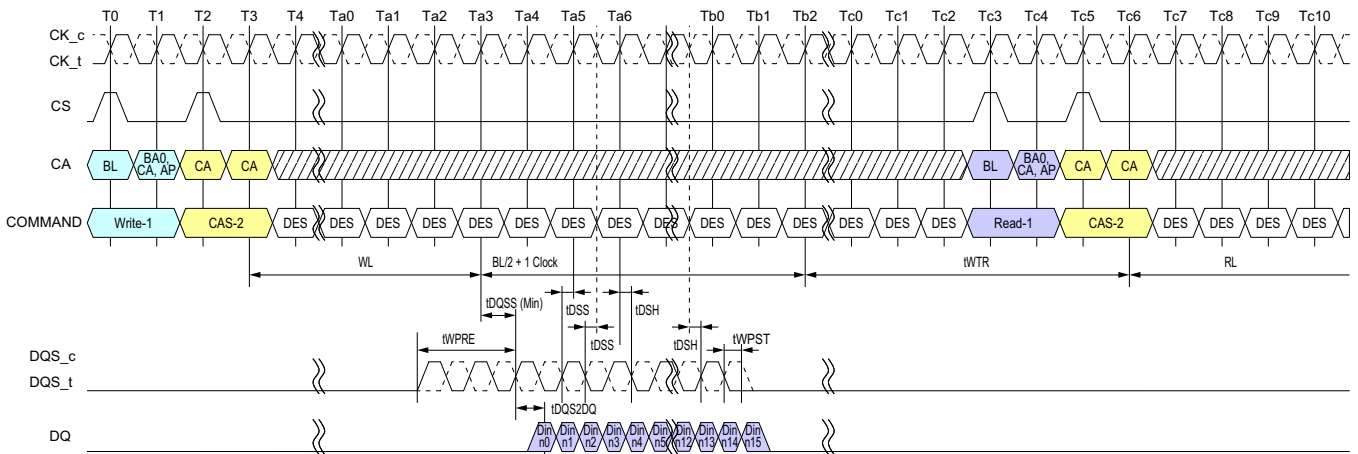 T0 T1 T2 T3 T4 Ta0 Ta1 Ta2 Ta3 Ta4 Ta5 Ta6 Tb0 Tb1 Tb2 Tc0 Tc1 Tc2 Tc3 Tc4 Tc5 Tc6 Tc7 Tc8 Tc9 Tc10
CK_c
CK_t
CS
CA BL BA0, CA, AP CA CA BL BA0, CA, AP CA CA
COMMAND Write-1 CAS-2 DES DES DES DES DES DES DES DES DES DES DES DES DES DES DES Read-1 CAS-2 DES DES DES DES
WL BL/2 + 1 Clock tWTR RL
tDQSS (Min) tDSS tDSH
tWPRE tDSS tDSH tWPST
DQS_c
DQS_t
tDQS2DQ
DQ Din n0 Din n1 Din n2 Din n3 Din n4 Din n5 Din n12 Din n13 Din n14 Din n15